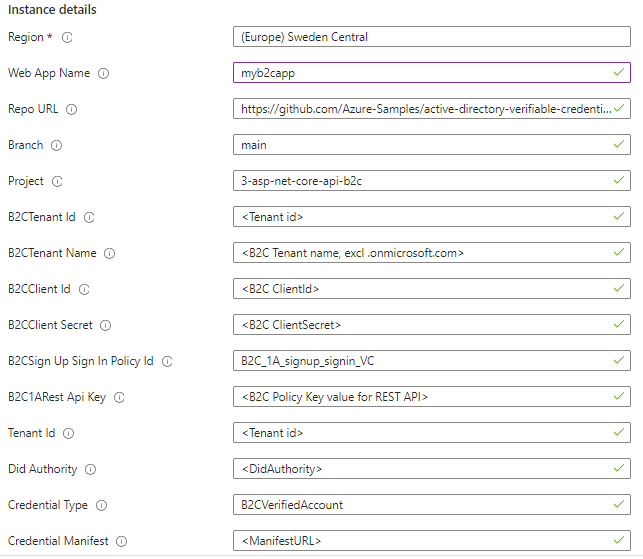 Instance details
Region * (Europe) Sweden Central
Web App Name myb2capp
Repo URL https://github.com/Azure-Samples/active-directory-verifiable-credenti...
Branch main
Project 3-asp-net-core-api-b2c
B2CTenant Id <Tenant id>
B2CTenant Name <B2C Tenant name, excl .onmicrosoft.com>
B2CClient Id <B2C ClientId>
B2CClient Secret <B2C ClientSecret>
B2CSign Up Sign In Policy Id B2C_1A_signup_signin_VC
B2C1ARest Api Key <B2C Policy Key value for REST API>
Tenant Id <Tenant id>
Did Authority <DidAuthority>
Credential Type B2CVerifiedAccount
Credential Manifest <ManifestURL>